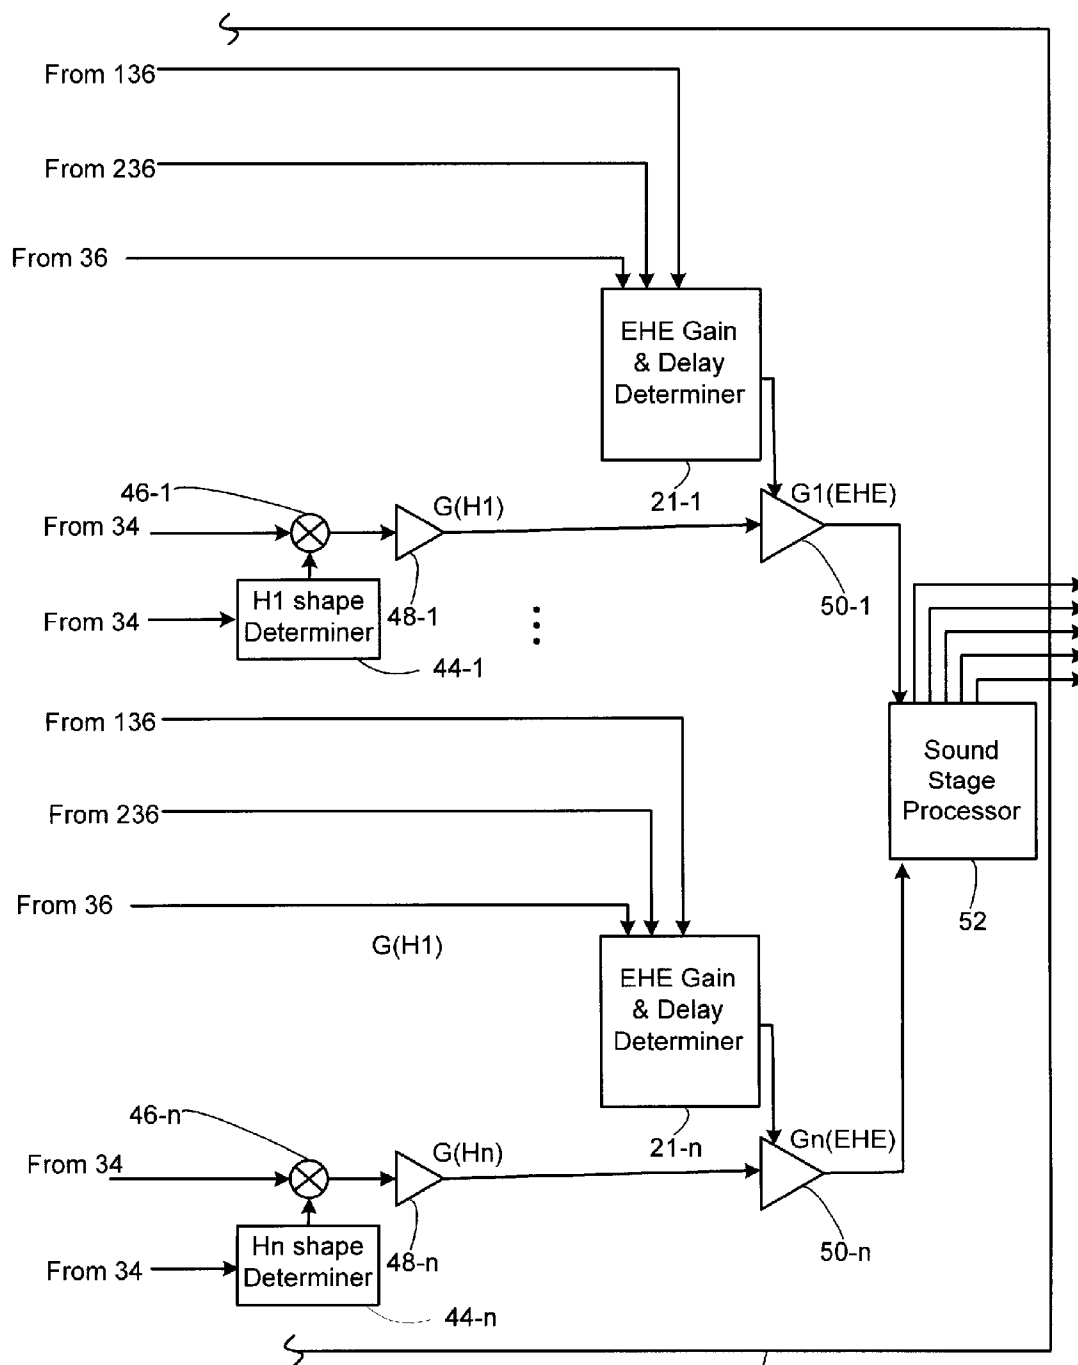 From 136
From 236
From 36
EHE Gain
& Delay
Determiner
21-1
46-1
G(H1)
G1(EHE)
From 34
48-1
50-1
H1 shape
Determiner
From 34
44-1
From 136
Sound
Stage
Processor
From 236
From 36
52
G(H1)
EHE Gain
& Delay
Determiner
46-n
21-n
G(Hn)
Gn(EHE)
From 34
Hn shape
Determiner
From 34
48-n
50-n
44-n